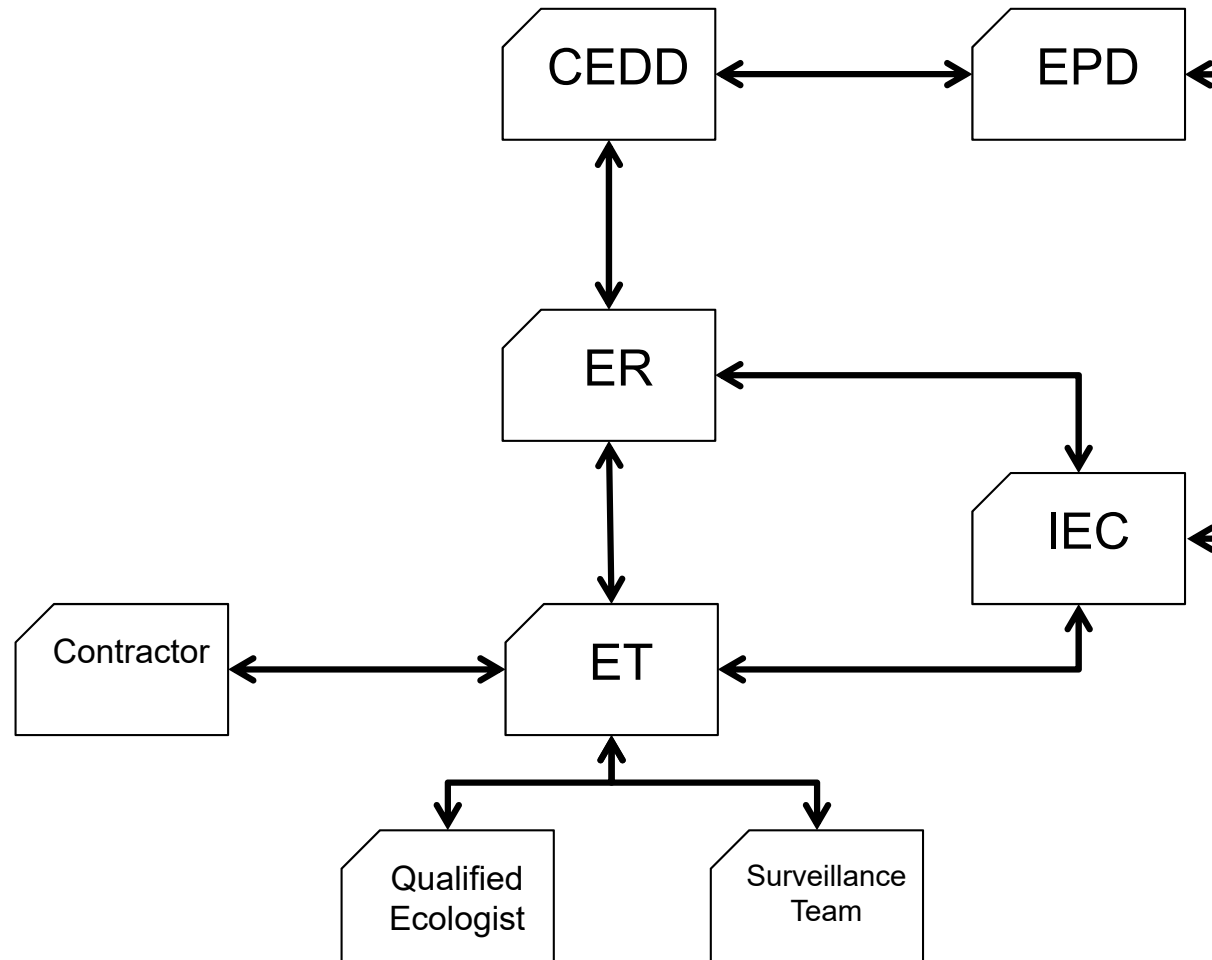 CEDD
EPD
ER
IEC
Contractor
ET
Qualified
Ecologist
Surveillance
Team